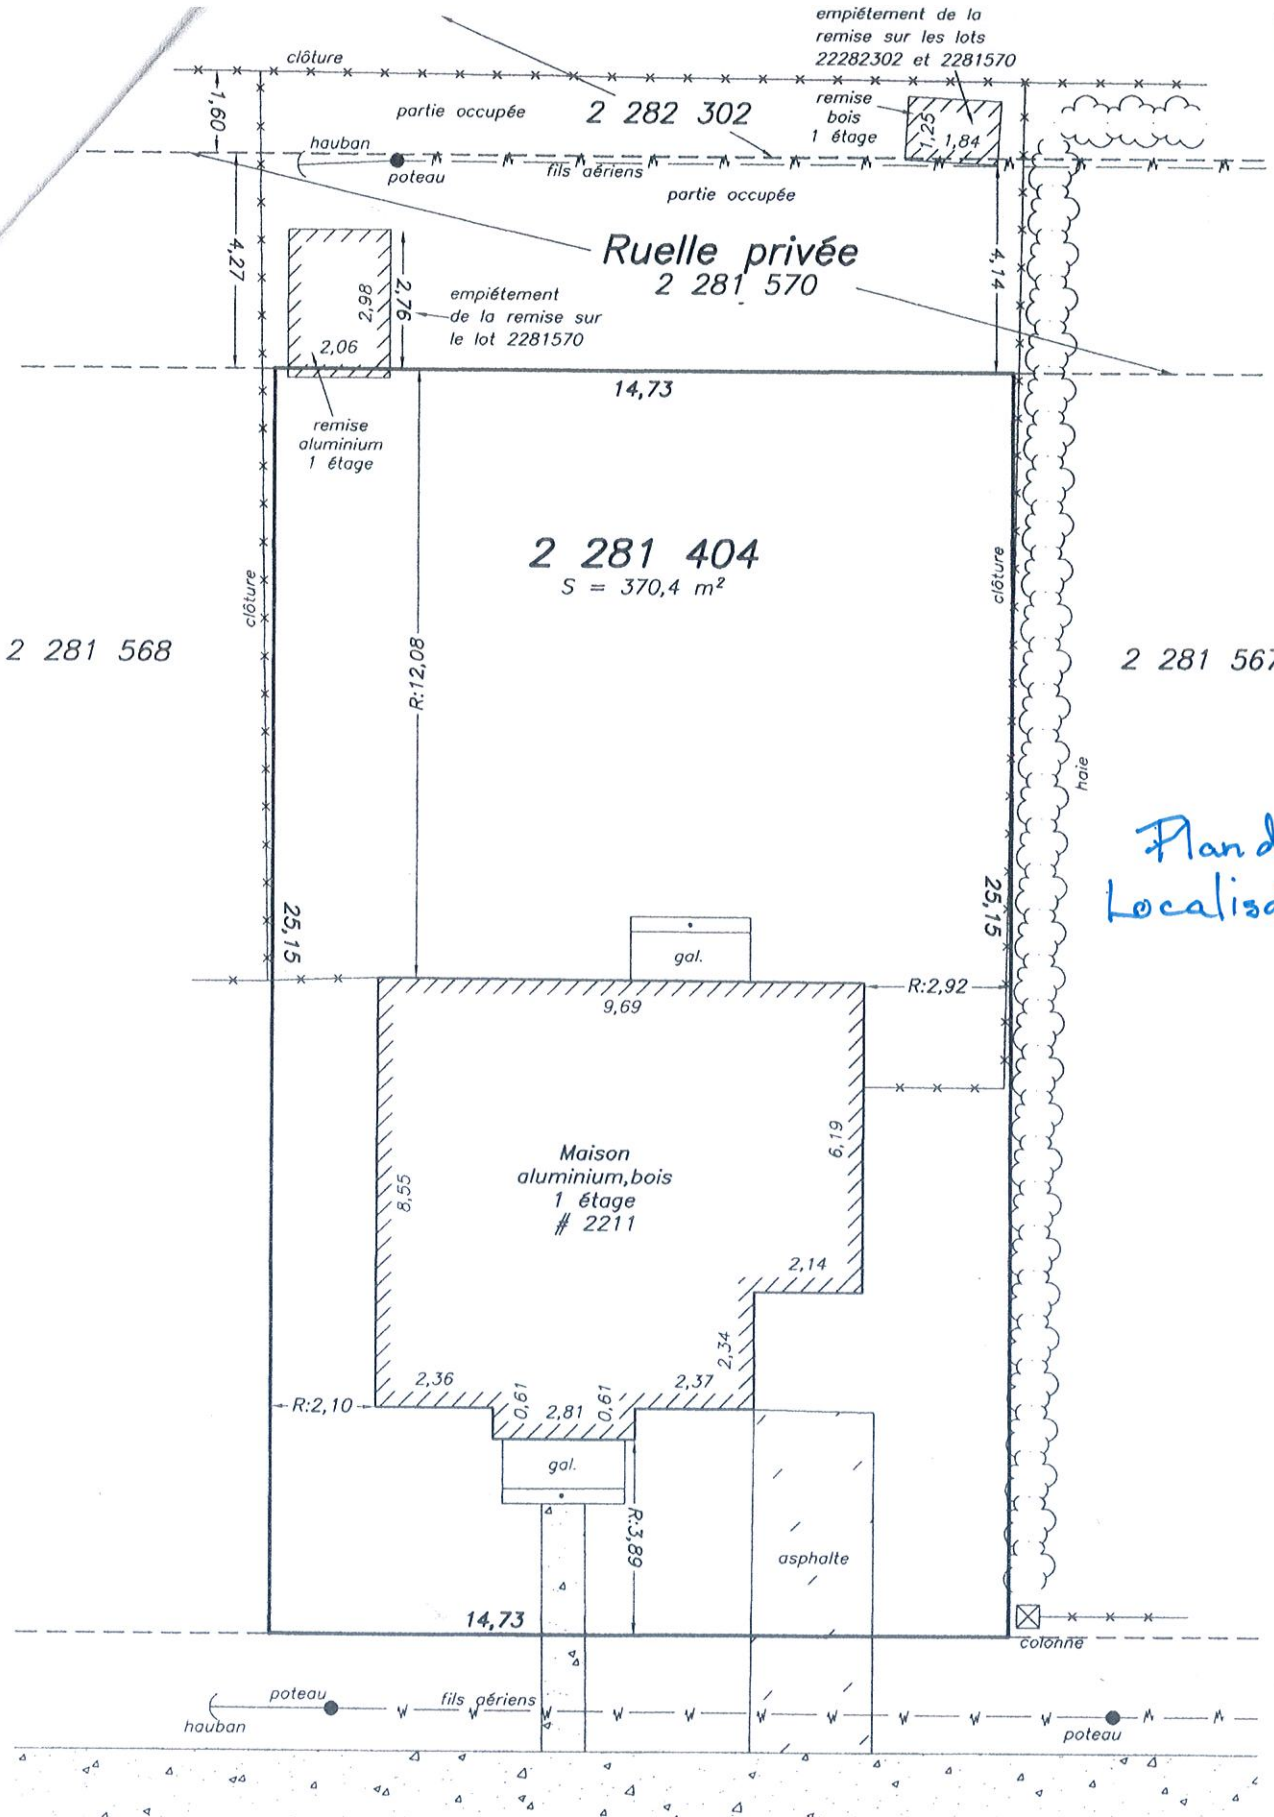 empiétement de la
remise sur les lots
22282302 et 2281570
clôture
1,60
partie occupée
2 282 302
remise
bois
1 étage
1,25
1,84
hauban
poteau
fils aériens
partie occupée
4,27
Ruelle privée
2 281 570
4,14
2,98
2,76
empiétement
de la remise sur
le lot 2281570
2,06
14,73
remise
aluminium
1 étage
2 281 404
S = 370,4 m²
clôture
clôture
2 281 568
R:12,08
2 281 567
haie
Plan d
Localisa
25,15
25,15
gal.
R:2,92
9,69
6,19
Maison
aluminium,bois
1 étage
# 2211
8,55
2,14
2,34
2,36
0,61
2,81
0,61
2,37
R:2,10
gal.
R:3,89
asphalte
14,73
colonne
poteau
fils aériens
hauban
poteau